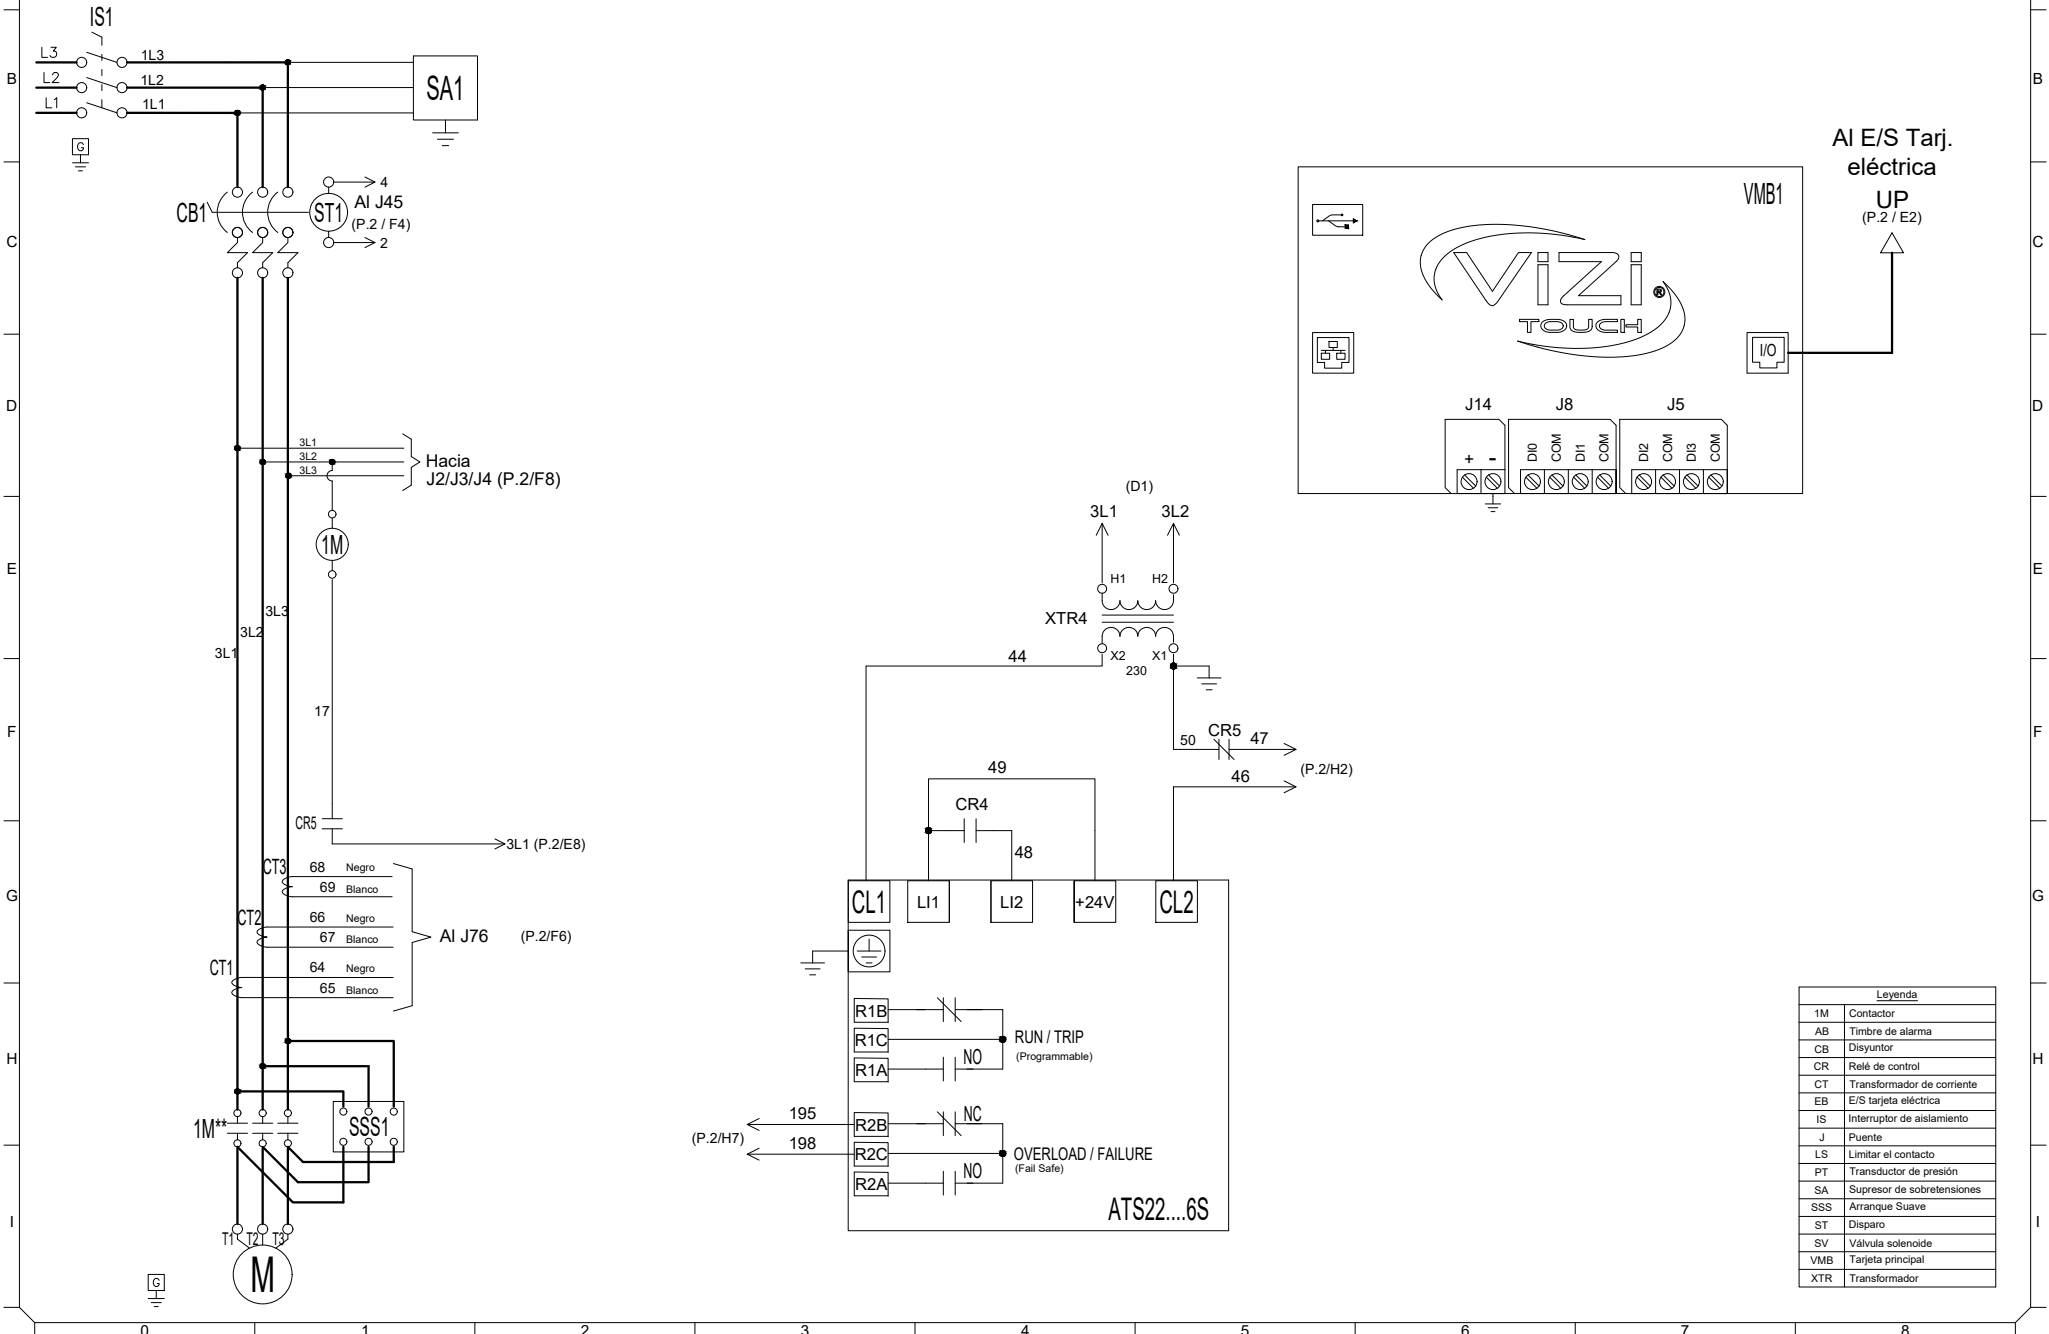 IS1
L3
1L3
L2
1L2
L1
1L1
SA1
G
CB1
ST1
4
Al J45
(P.2 / F4)
2
3L1
3L2
3L3
Hacia
J2/J3/J4 (P.2/F8)
1M
3L3
3L2
3L1
17
CR5
3L1 (P.2/E8)
CT3
68 Negro
69 Blanco
CT2
66 Negro
67 Blanco
CT1
64 Negro
65 Blanco
Al J76 (P.2/F6)
1M**
SSS1
T1 T2 T3
M
G
(D1)
3L1 3L2
H1 H2
XTR4
X2 X1
230
44
50 CR5 47
46
(P.2/H2)
49
CR4
48
CL1 LI1 LI2 +24V CL2
R1B
R1C
R1A
NO
RUN / TRIP
(Programmable)
195
198
(P.2/H7)
R2B
R2C
R2A
NC
NO
OVERLOAD / FAILURE
(Fail Safe)
ATS22....6S
VMB1
ViZi®
TOUCH
I/O
Al E/S Tarj.
eléctrica
UP
(P.2 / E2)
J14 J8 J5
+ - DI0 COM DI1 COM DI2 COM DI3 COM
Leyenda
1M Contactor
AB Timbre de alarma
CB Disyuntor
CR Relé de control
CT Transformador de corriente
EB E/S tarjeta eléctrica
IS Interruptor de aislamiento
J Puente
LS Limitar el contacto
PT Transductor de presión
SA Supresor de sobretensiones
SSS Arranque Suave
ST Disparo
SV Válvula solenoide
VMB Tarjeta principal
XTR Transformador
B
C
D
E
F
G
H
I
B
C
D
E
F
G
H
I
0 1 2 3 4 5 6 7 8